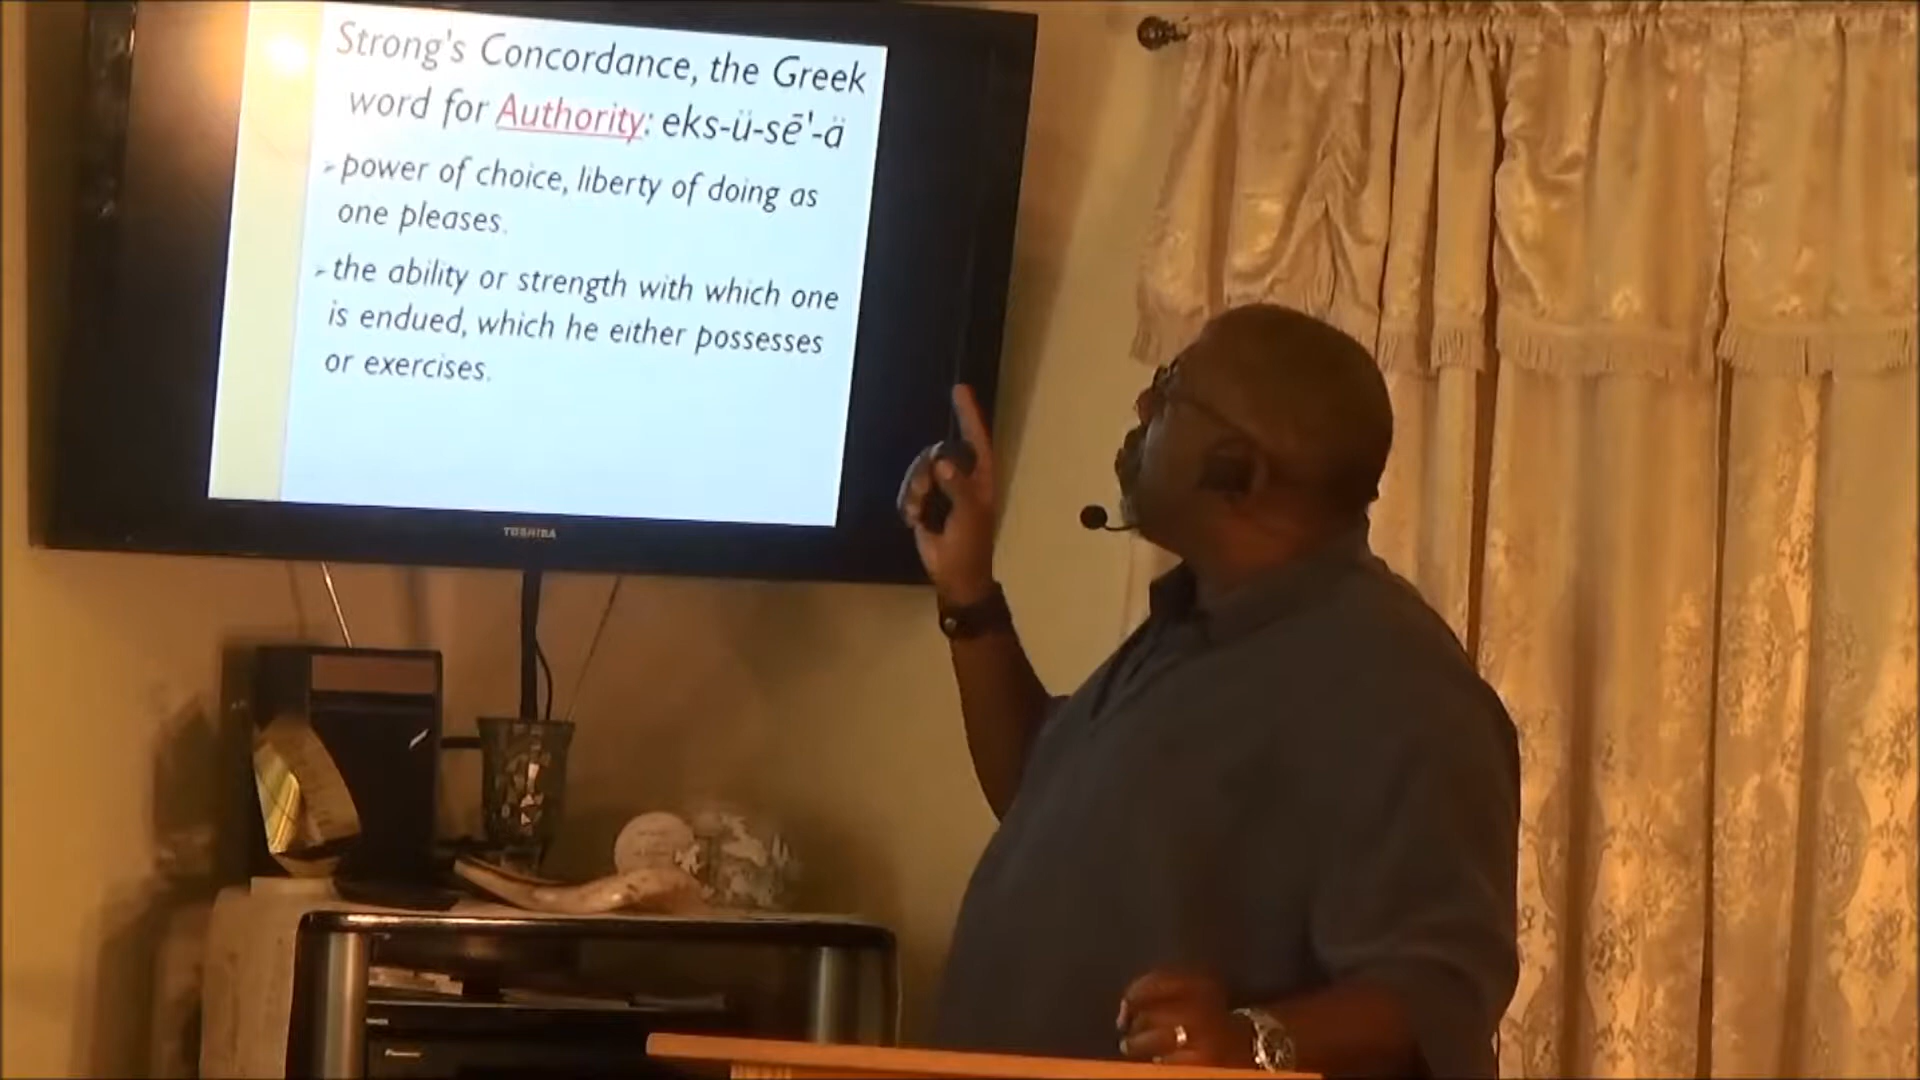 Strong's Concordance, the Greek
word for Authority: eks-ü-sē'-ä
power of choice, liberty of doing as
one pleases.
the ability or strength with which one
is endued, which he either possesses
or exercises.
TOSHIBA